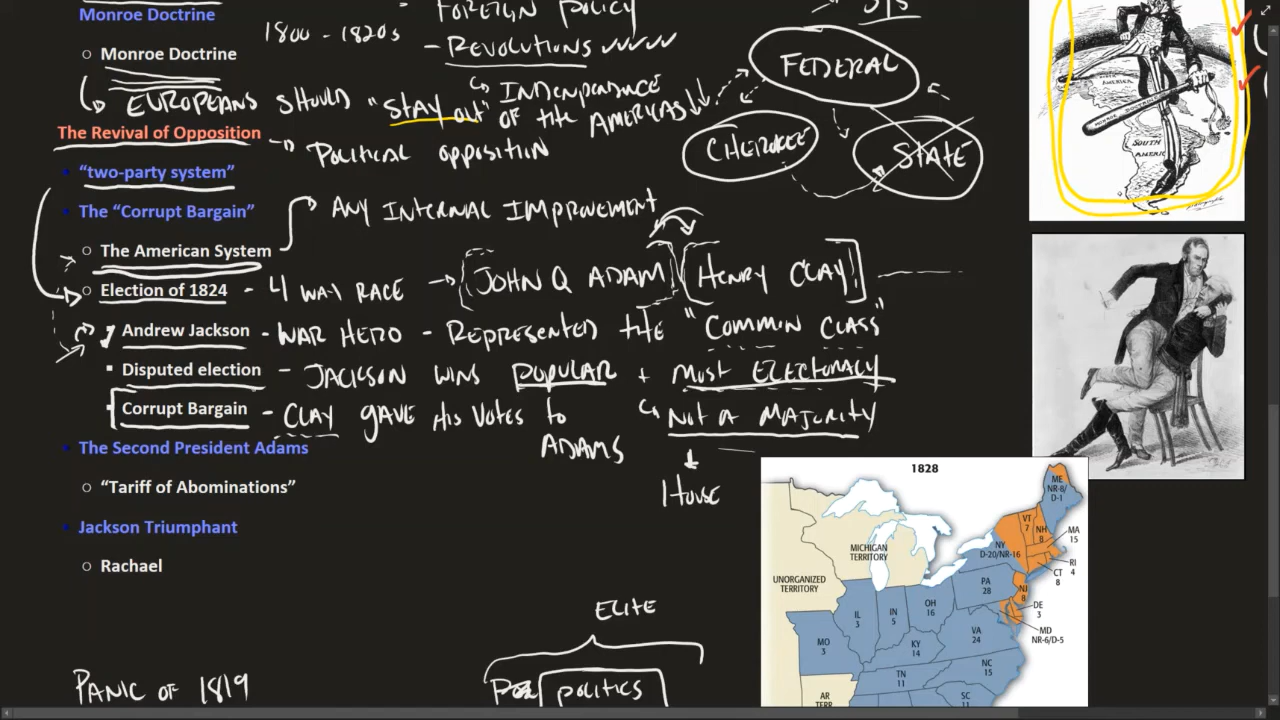 Monroe Doctrine
1800 - 1820s
- FOREIGN POLICY
- REVOLUTIONS
Monroe Doctrine
INDENPENDANCE
EUROPEANS SHOULD "STAY OUT" OF THE AMERICAS
FEDERAL
CHEROKEE
STATE
The Revival of Opposition
POLITICAL OPPOSITION
"two-party system"
The "Corrupt Bargain"
ANY INTERNAL IMPROVEMENT
The American System
Election of 1824 - 4 WAY RACE → JOHN Q ADAM HENRY CLAY
Andrew Jackson - WAR HERO - REPRESENTED THE "COMMON CLASS"
Disputed election - JACKSON WINS POPULAR + MOST ELECTORALY
Corrupt Bargain - CLAY GAVE HIS VOTES TO ADAMS
NOT A MAJORITY
HOUSE
The Second President Adams
"Tariff of Abominations"
Jackson Triumphant
Rachael
ELITE
PANIC OF 1819
POLITICS
MONROE DOCTRINE
SOUTH
AMERICA
1828
ME
NR-8/
D-1
VT
7
NH
8
MA
15
NY
D-20/NR-16
RI
4
CT
8
MICHIGAN
TERRITORY
UNORGANIZED
TERRITORY
PA
28
NJ
8
OH
16
IN
5
IL
3
DE
3
MD
NR-6/D-5
MO
3
VA
24
KY
14
NC
15
TN
11
AR
TERR
SC
11